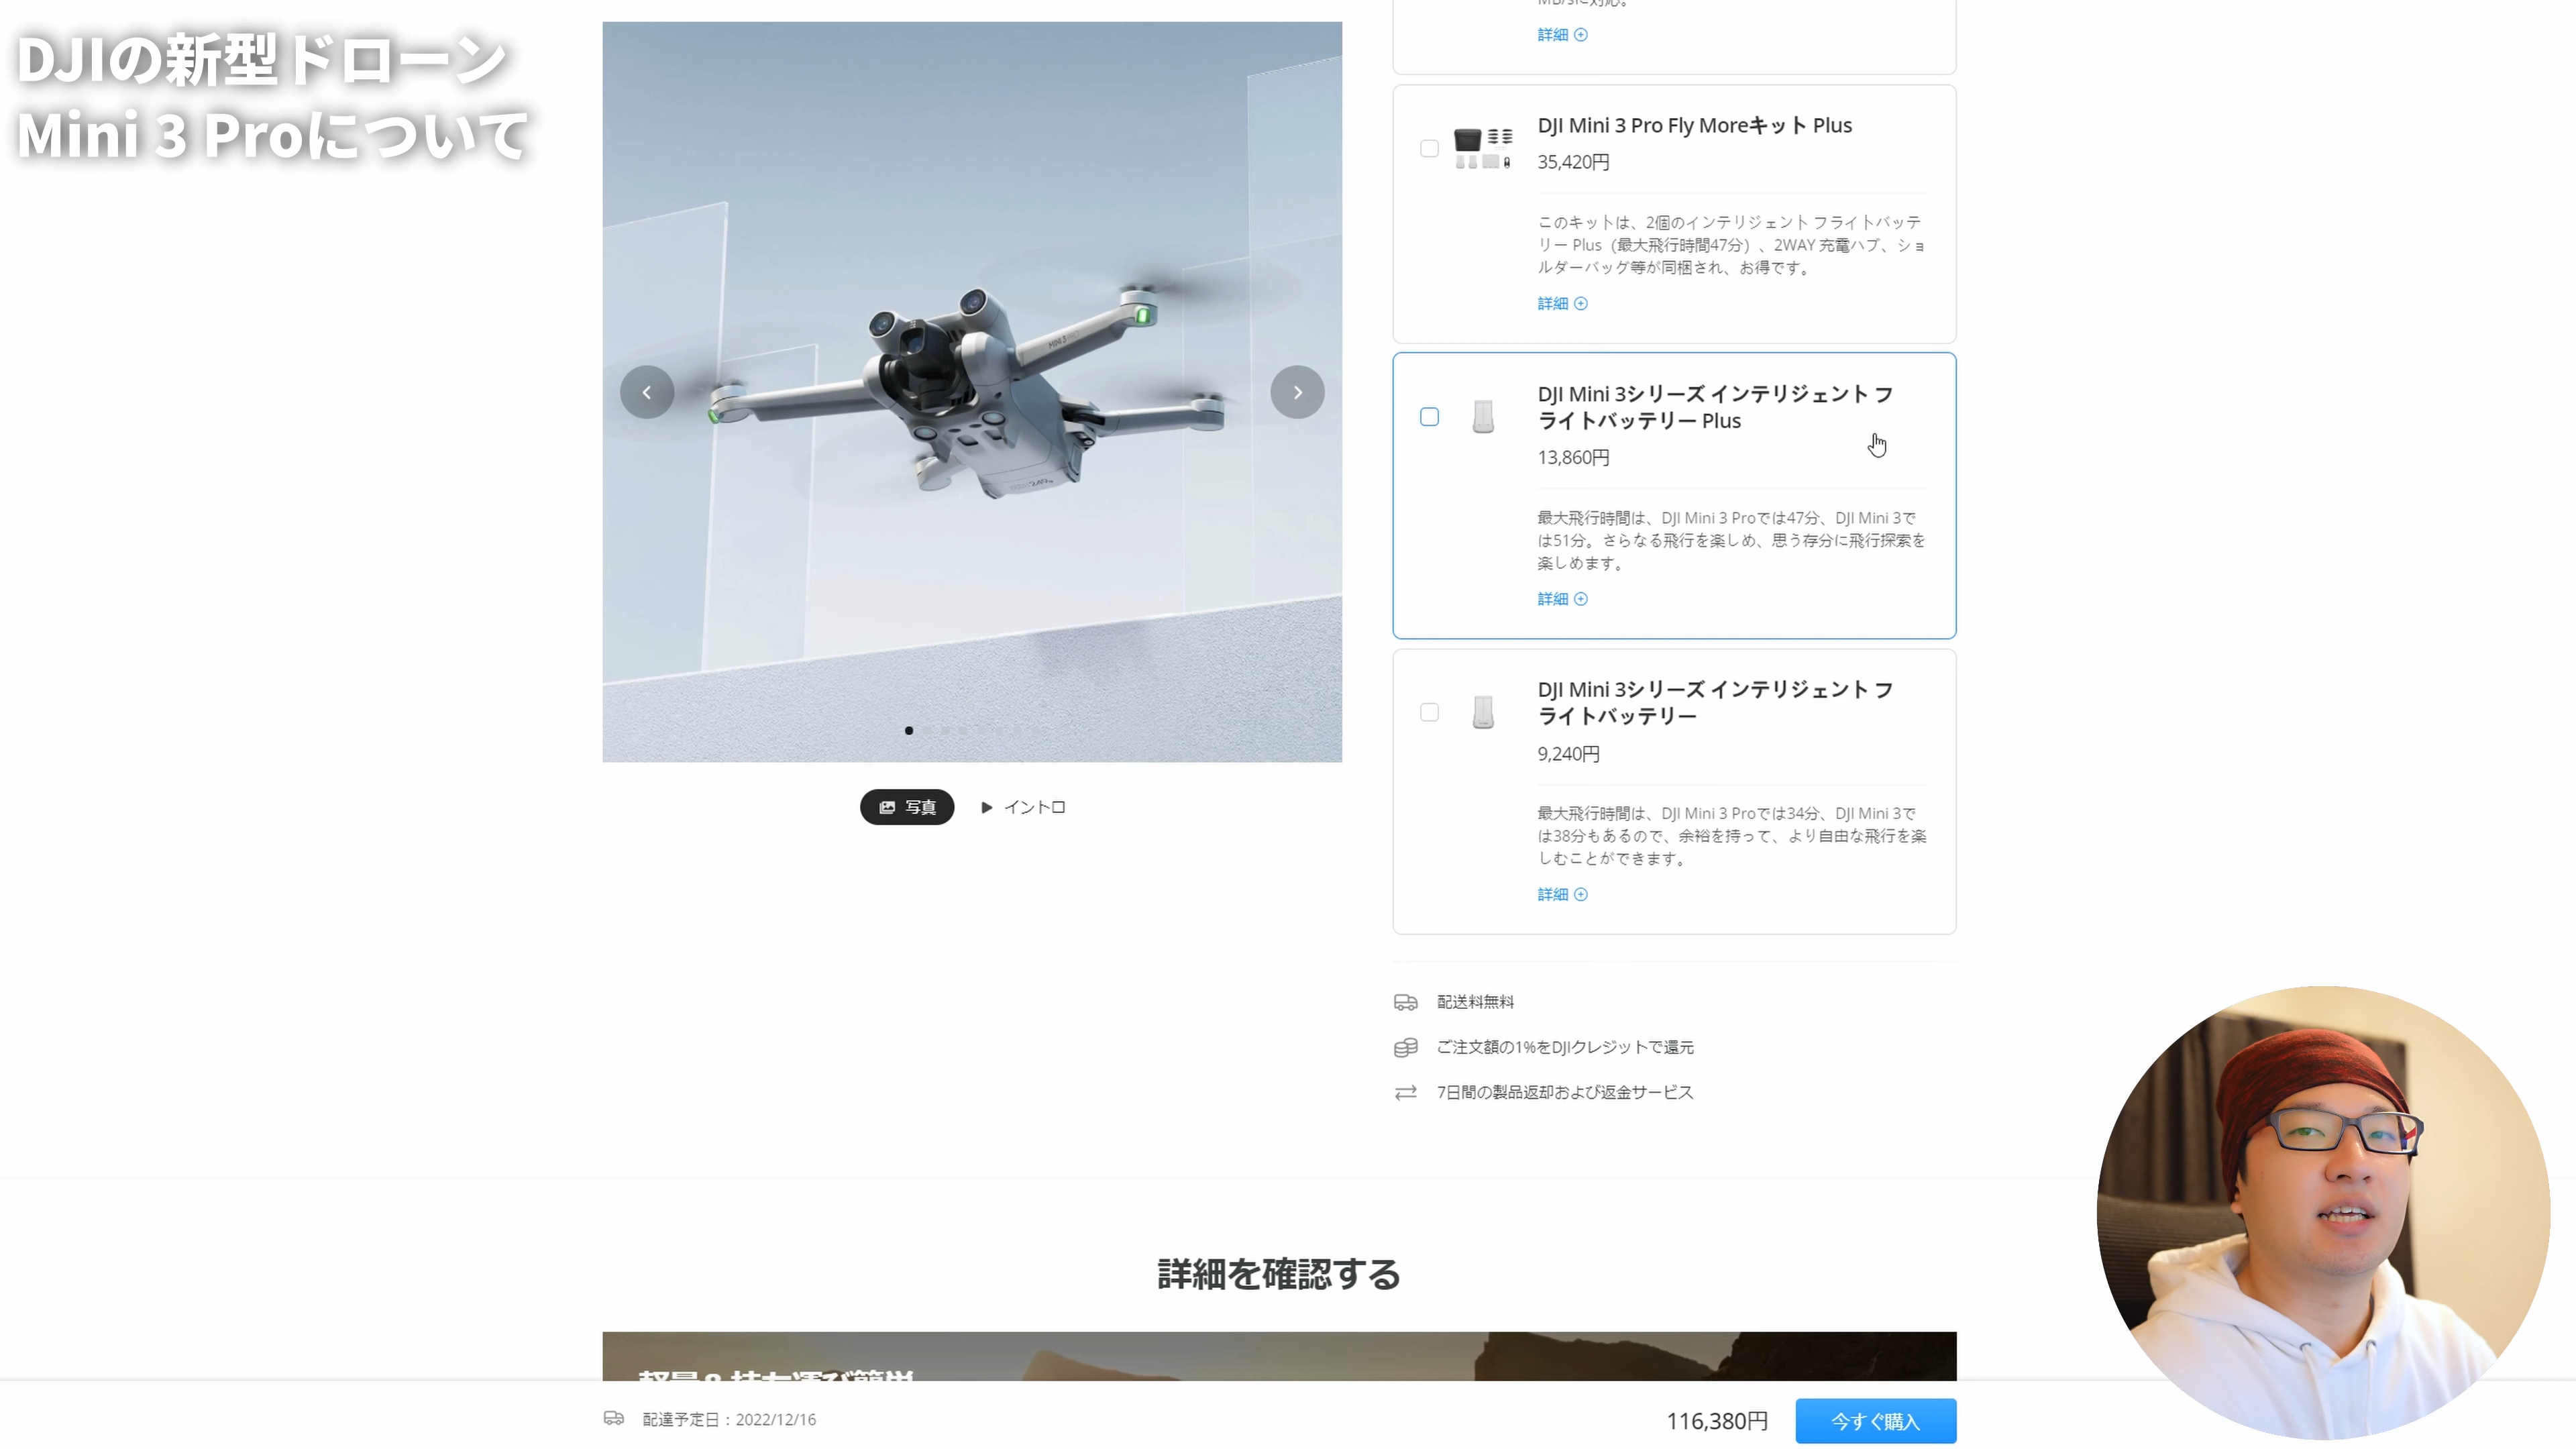 DJIの新型ドローン
Mini 3 Proについて
詳細
DJI Mini 3 Pro Fly Moreキット Plus
35,420円
このキットは、2個のインテリジェント フライトバッテ
リー Plus（最大飛行時間47分）、2WAY 充電ハブ、ショ
ルダーバッグ等が同梱され、お得です。
詳細
DJI Mini 3シリーズ インテリジェント フ
ライトバッテリー Plus
13,860円
最大飛行時間は、DJI Mini 3 Proでは47分、DJI Mini 3で
は51分。さらなる飛行を楽しめ、思う存分に飛行探索を
楽しめます。
詳細
DJI Mini 3シリーズ インテリジェント フ
ライトバッテリー
9,240円
最大飛行時間は、DJI Mini 3 Proでは34分、DJI Mini 3で
は38分もあるので、余裕を持って、より自由な飛行を楽
しむことができます。
詳細
MINI 3 PRO
写真
イントロ
配送料無料
ご注文額の1%をDJIクレジットで還元
7日間の製品返却および返金サービス
詳細を確認する
配達予定日：2022/12/16
116,380円
今すぐ購入